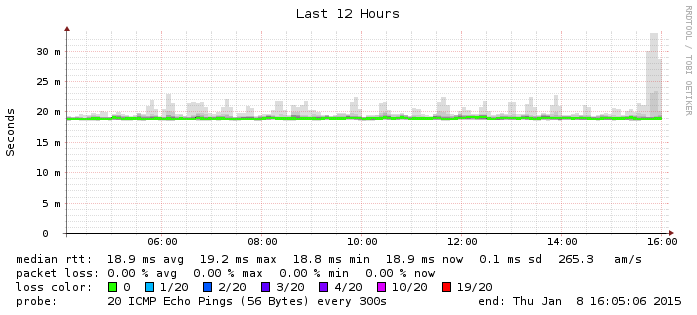 Last 12 Hours
RRDTOOL / TOBI OETIKER
Seconds
30 m
25 m
20 m
15 m
10 m
5 m
0
06:00 08:00 10:00 12:00 14:00 16:00
median rtt: 18.9 ms avg 19.2 ms max 18.8 ms min 18.9 ms now 0.1 ms sd 265.3 am/s
packet loss: 0.00 % avg 0.00 % max 0.00 % min 0.00 % now
loss color: 0 1/20 2/20 3/20 4/20 10/20 19/20
probe: 20 ICMP Echo Pings (56 Bytes) every 300s end: Thu Jan 8 16:05:06 2015